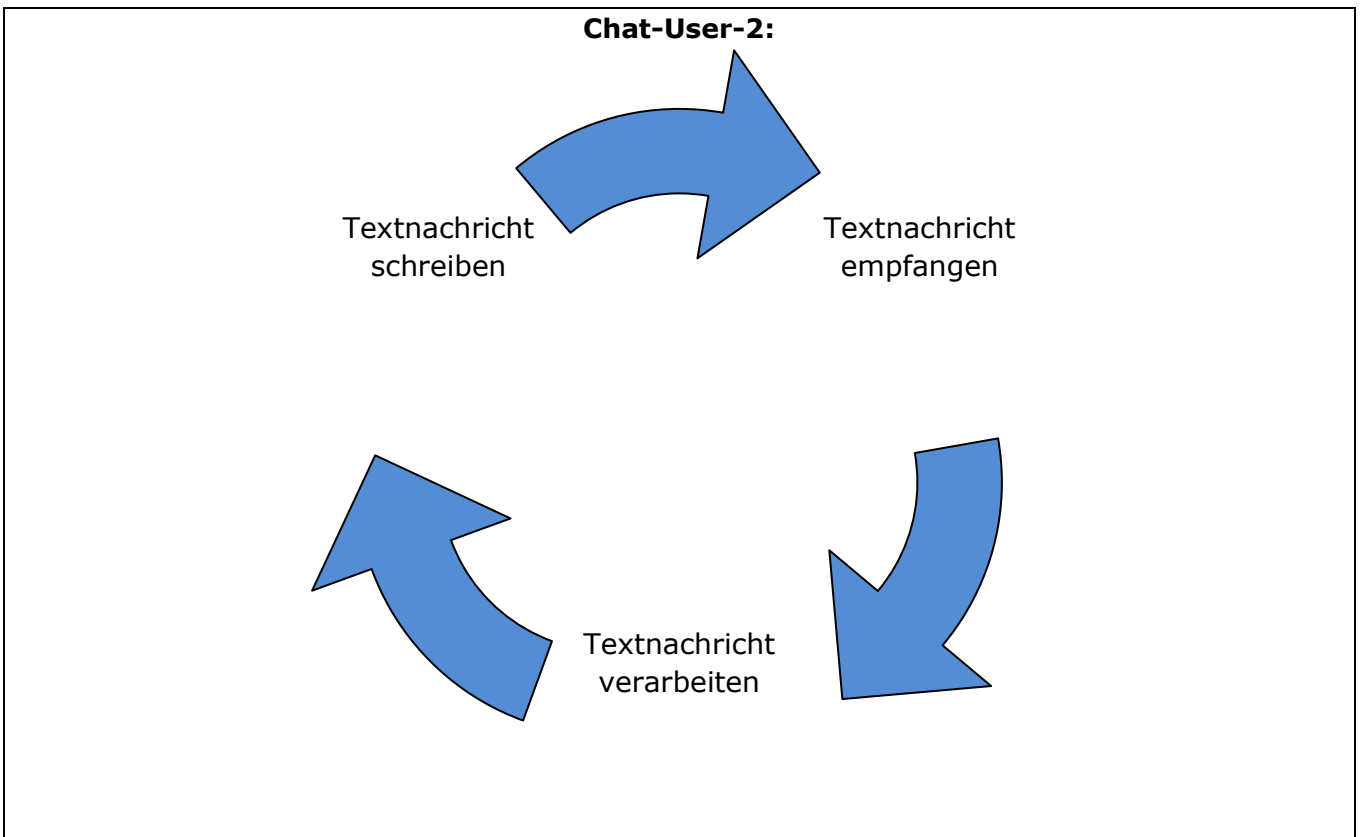 Chat-User-2:
Textnachricht
schreiben
Textnachricht
empfangen
Textnachricht
verarbeiten